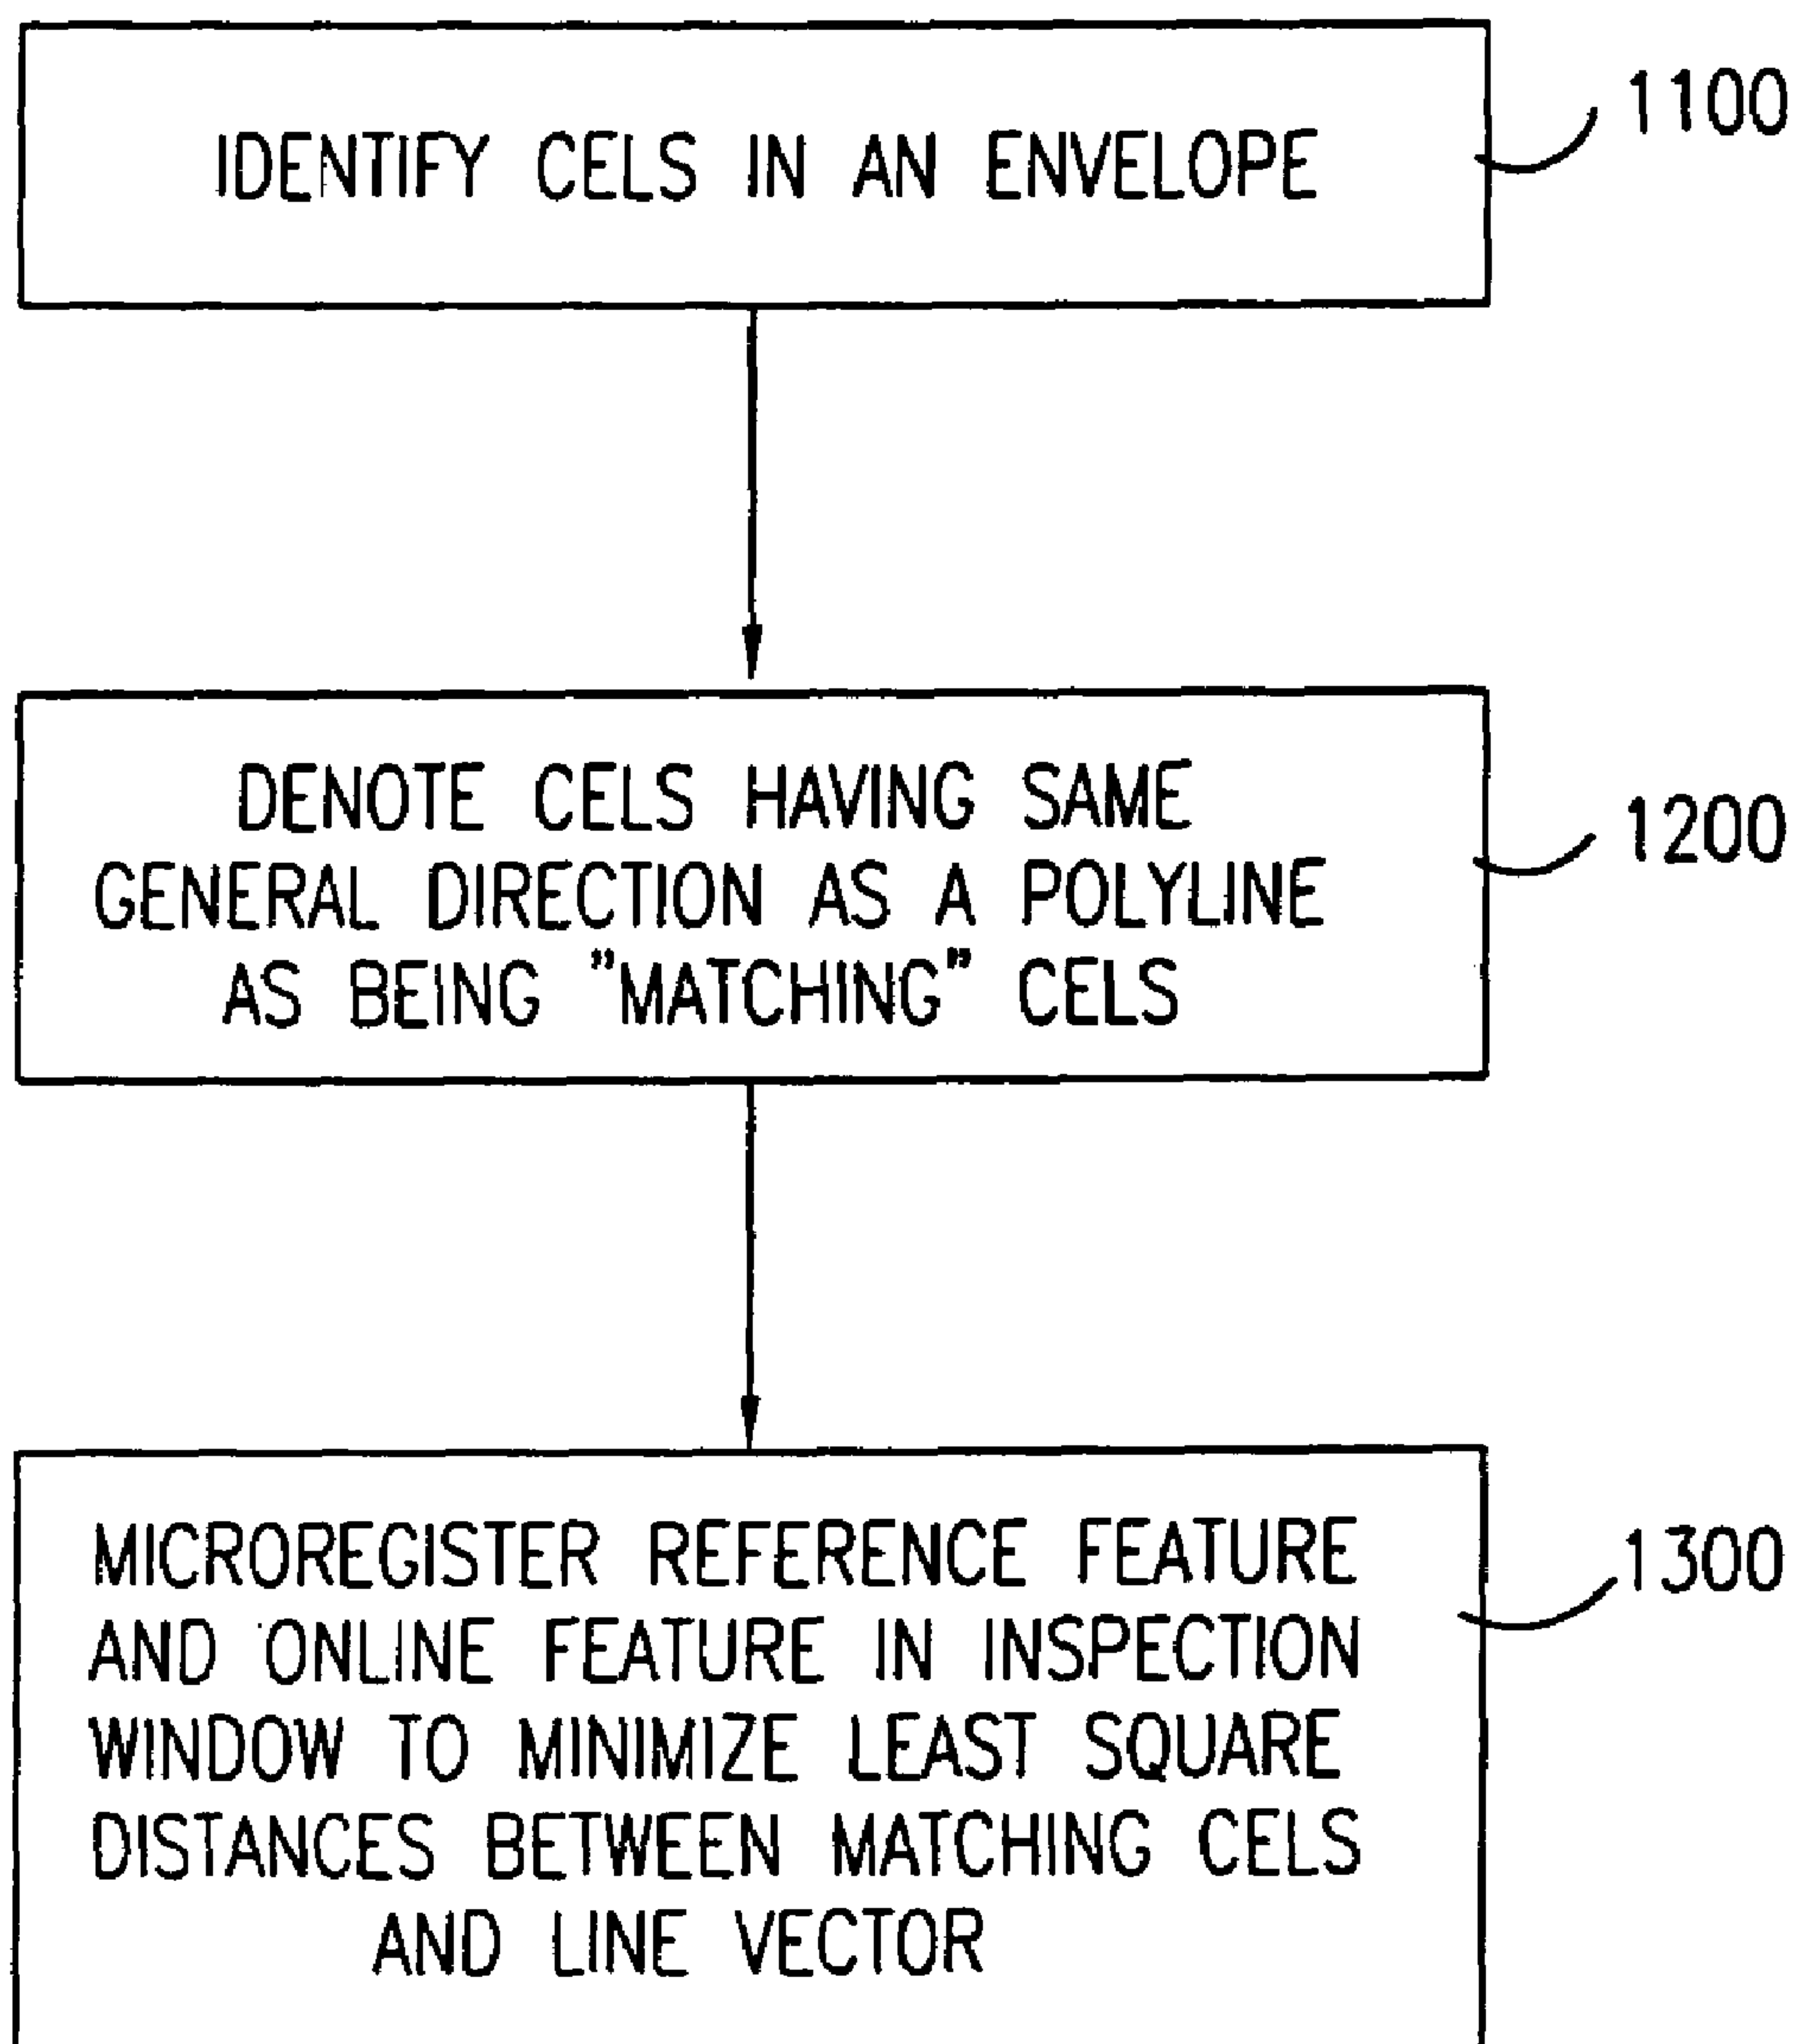 IDENTIFY CELS IN AN ENVELOPE
1100
DENOTE CELS HAVING SAME
GENERAL DIRECTION AS A POLYLINE
AS BEING "MATCHING" CELS
1200
MICROREGISTER REFERENCE FEATURE
AND ONLINE FEATURE IN INSPECTION
WINDOW TO MINIMIZE LEAST SQUARE
DISTANCES BETWEEN MATCHING CELS
AND LINE VECTOR
1300